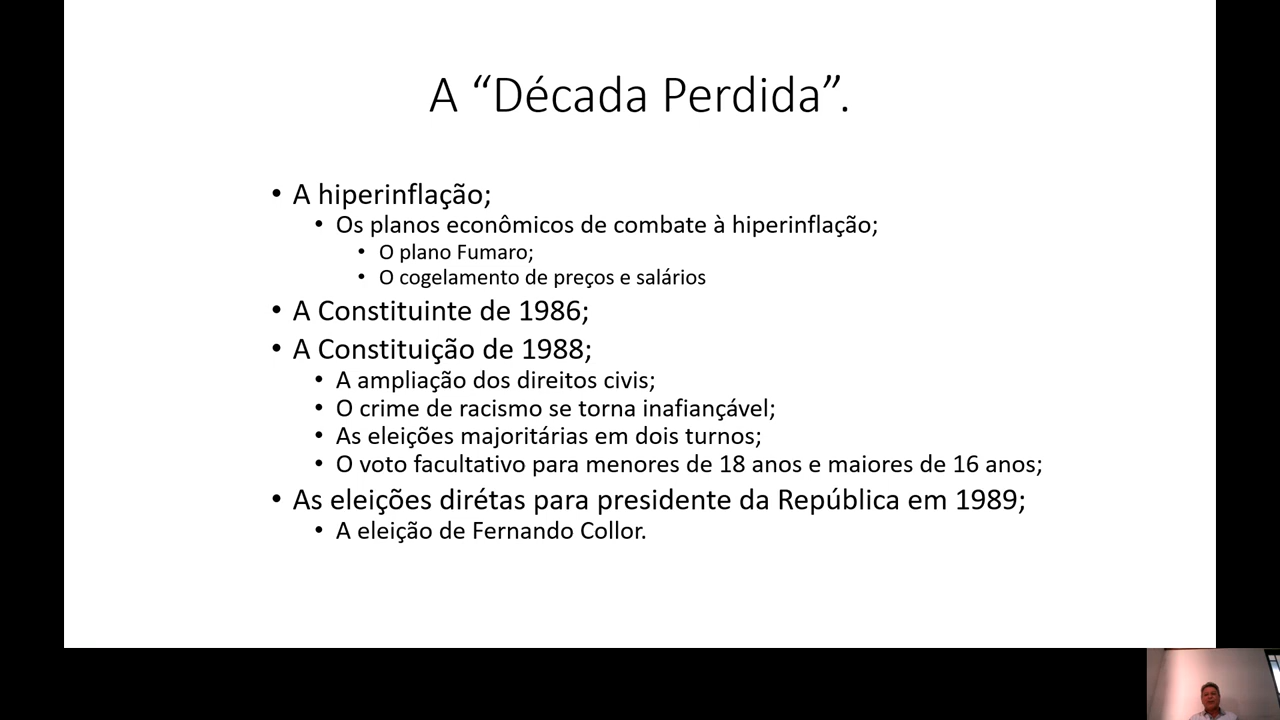 A “Década Perdida”.
• A hiperinflação;
• Os planos econômicos de combate à hiperinflação;
• O plano Fumaro;
• O cogelamento de preços e salários
• A Constituinte de 1986;
• A Constituição de 1988;
• A ampliação dos direitos civis;
• O crime de racismo se torna inafiançável;
• As eleições majoritárias em dois turnos;
• O voto facultativo para menores de 18 anos e maiores de 16 anos;
• As eleições dirétas para presidente da República em 1989;
• A eleição de Fernando Collor.